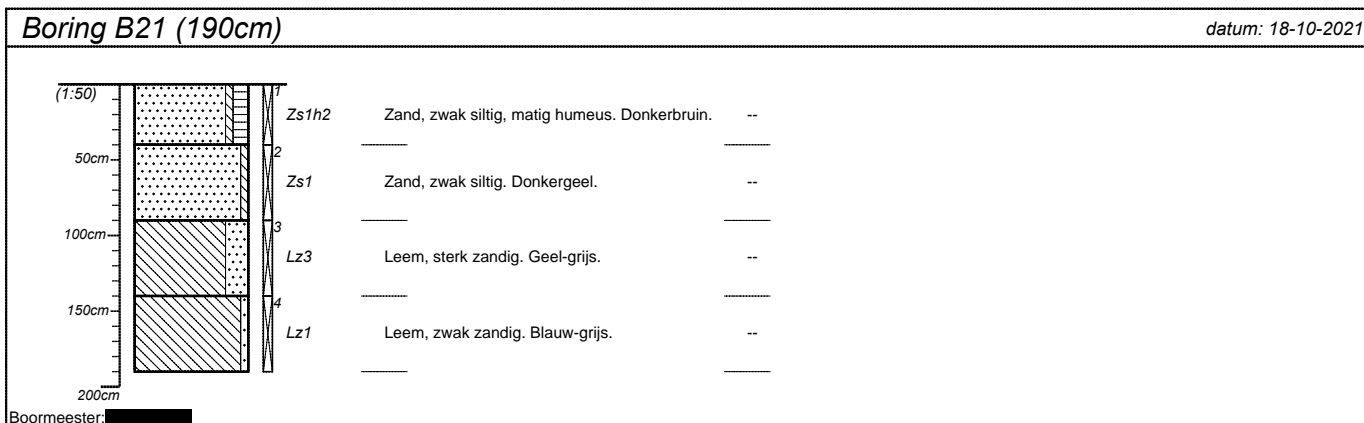 Boring B21 (190cm) datum: 18-10-2021
(1:50)
1
Zs1h2 Zand, zwak siltig, matig humeus. Donkerbruin. --
50cm
2
Zs1 Zand, zwak siltig. Donkergeel. --
100cm
3
Lz3 Leem, sterk zandig. Geel-grijs. --
150cm
4
Lz1 Leem, zwak zandig. Blauw-grijs. --
200cm
Boormeester: